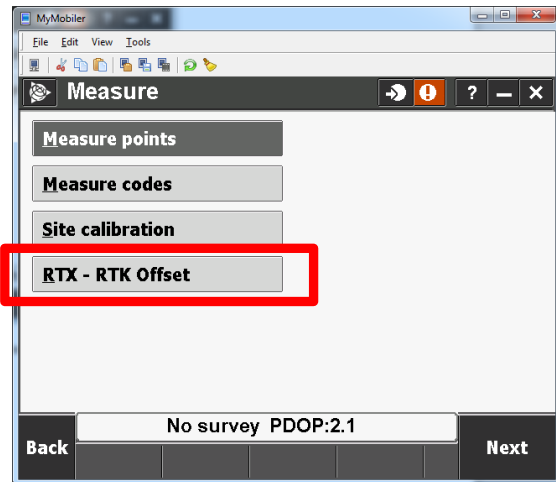 MyMobiler
File Edit View Tools
Measure
? — X
Measure points
Measure codes
Site calibration
RTX - RTK Offset
No survey PDOP:2.1
Back
Next